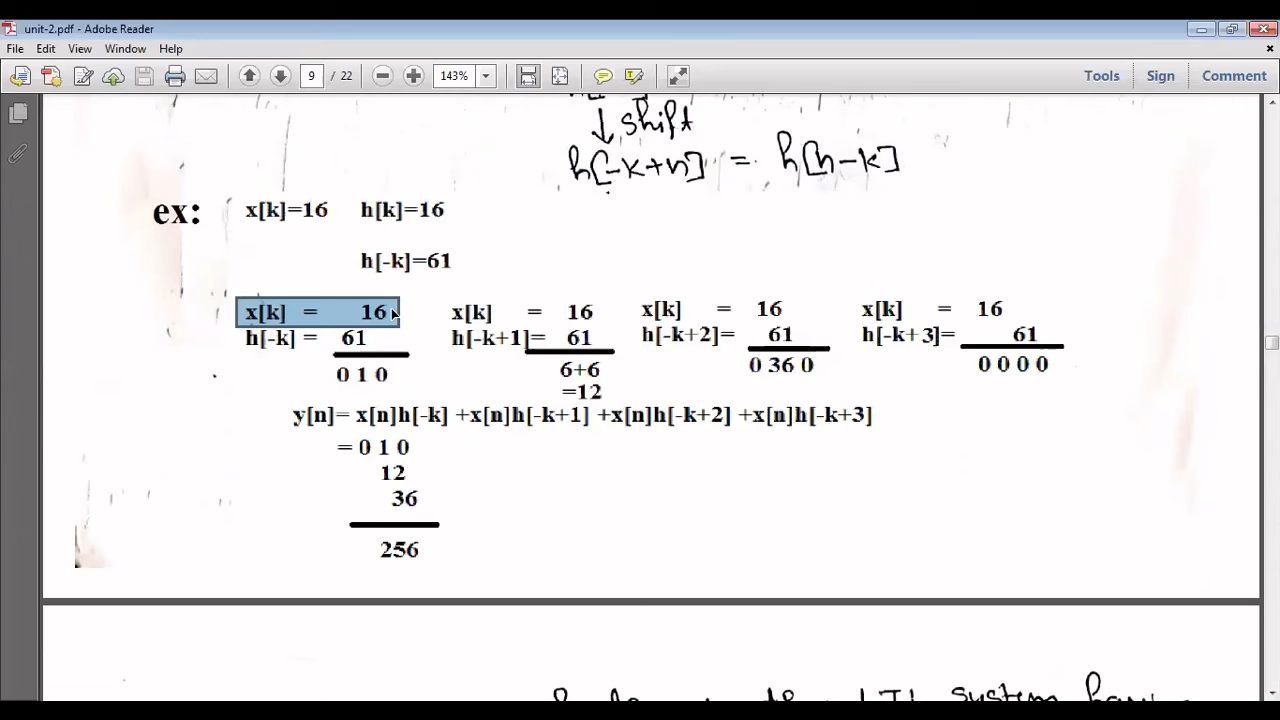 unit-2.pdf - Adobe Reader
File Edit View Window Help
9 / 22 143% Tools Sign Comment
↓ shift
h[-k+n] = h[n-k]
ex: x[k]=16 h[k]=16
h[-k]=61
x[k] = 16 x[k] = 16 x[k] = 16 x[k] = 16
h[-k] = 61 h[-k+1]= 61 h[-k+2]= 61 h[-k+3]= 61
0 1 0 6+6 0 36 0 0 0 0 0
=12
y[n]= x[n]h[-k] +x[n]h[-k+1] +x[n]h[-k+2] +x[n]h[-k+3]
= 0 1 0
12
36
256
LTI system